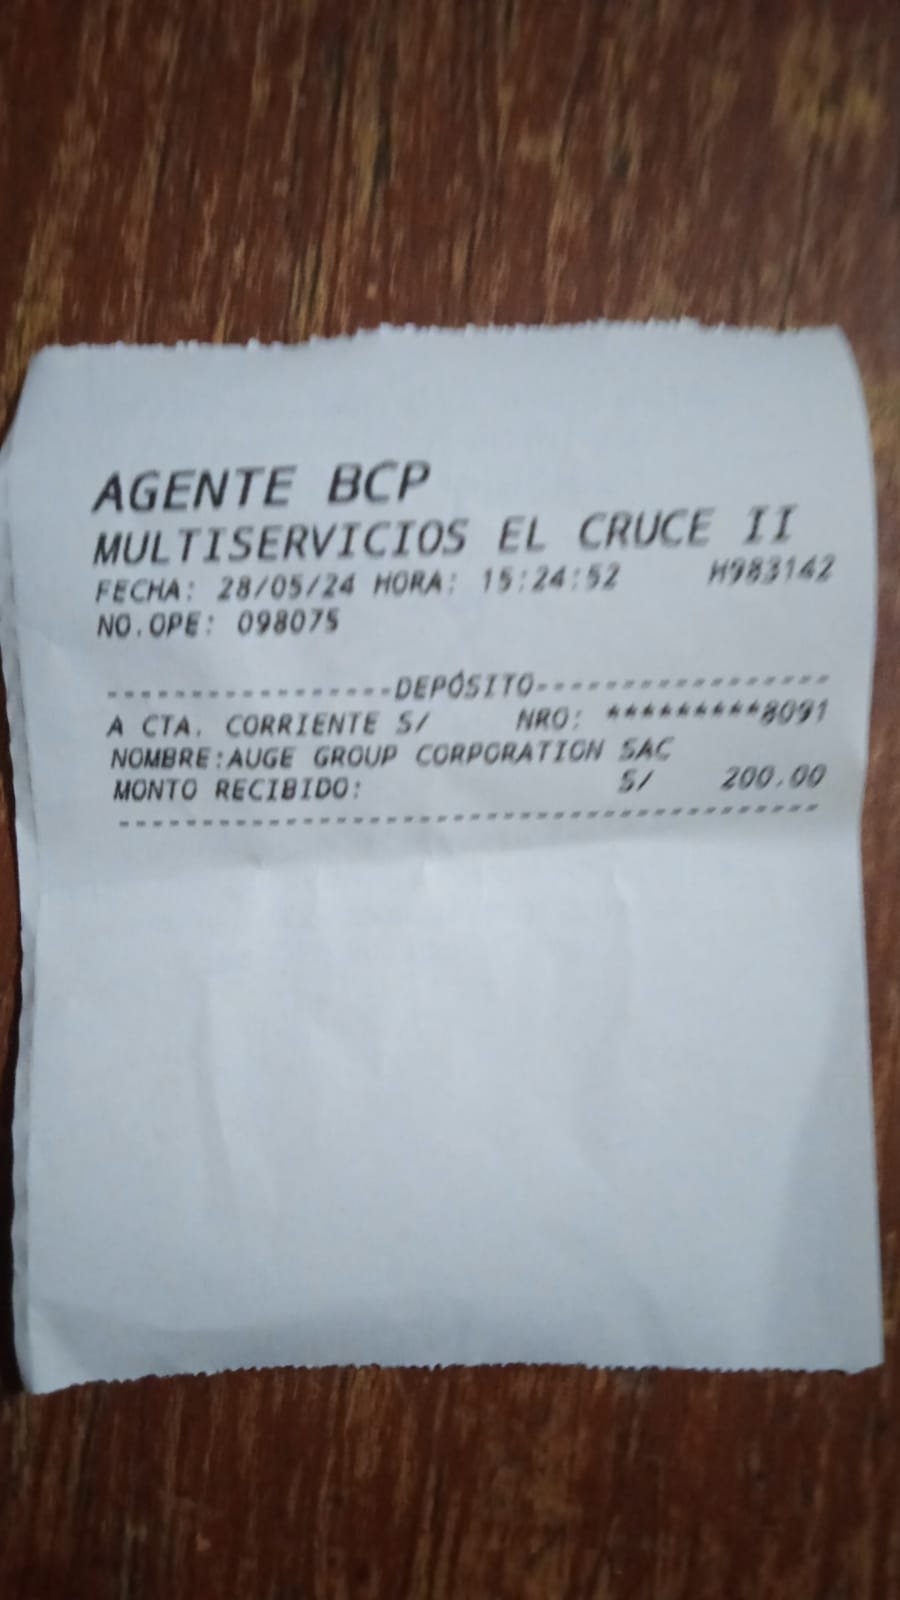 AGENTE BCP
MULTISERVICIOS EL CRUCE II
FECHA: 28/05/24 HORA: 15:24:52 M983142
NO.OPE: 098075
-----------------DEPÓSITO-----------------
A CTA. CORRIENTE S/ NRO: *********8091
NOMBRE:AUGE GROUP CORPORATION SAC
MONTO RECIBIDO: S/ 200.00
------------------------------------------